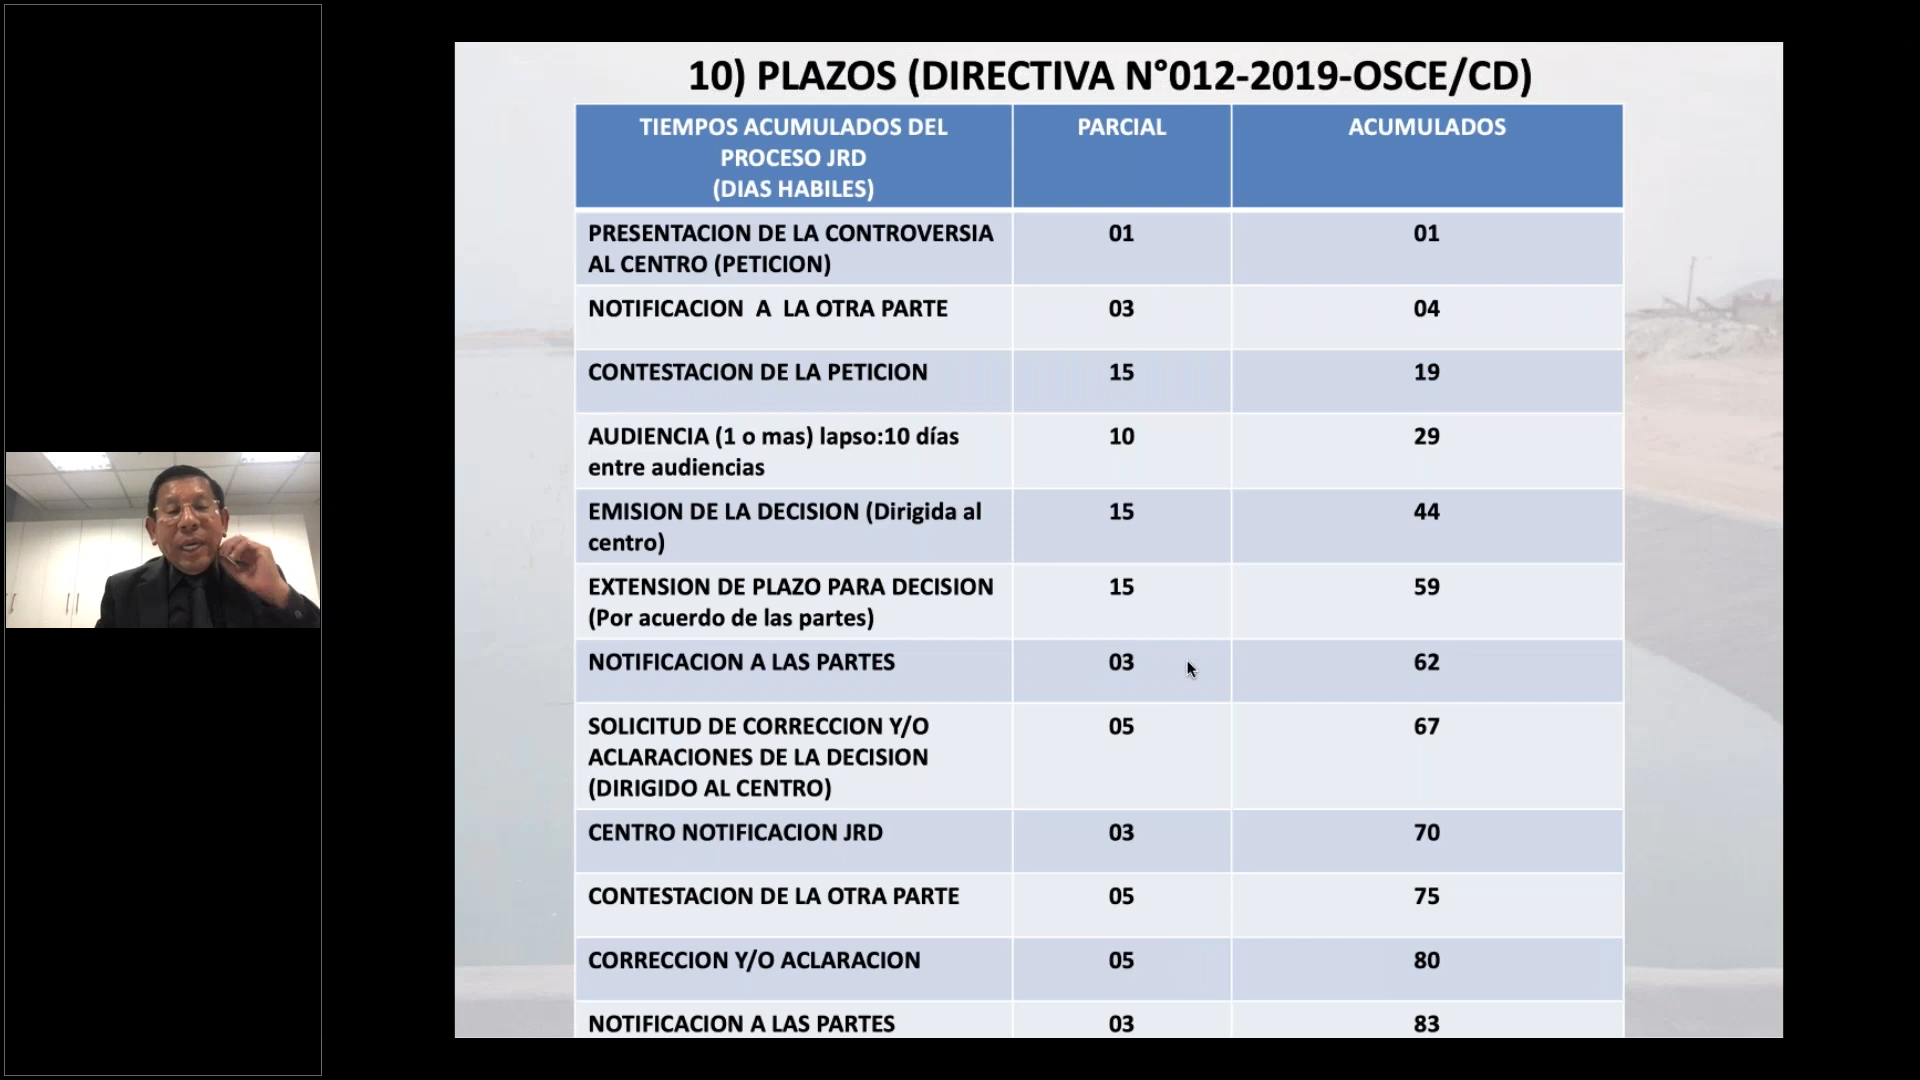 10) PLAZOS (DIRECTIVA N°012-2019-OSCE/CD)
TIEMPOS ACUMULADOS DEL
PROCESO JRD
(DIAS HABILES)
PARCIAL
ACUMULADOS
PRESENTACION DE LA CONTROVERSIA
AL CENTRO (PETICION)
01
01
NOTIFICACION A LA OTRA PARTE
03
04
CONTESTACION DE LA PETICION
15
19
AUDIENCIA (1 o mas) lapso:10 días
entre audiencias
10
29
EMISION DE LA DECISION (Dirigida al
centro)
15
44
EXTENSION DE PLAZO PARA DECISION
(Por acuerdo de las partes)
15
59
NOTIFICACION A LAS PARTES
03
62
SOLICITUD DE CORRECCION Y/O
ACLARACIONES DE LA DECISION
(DIRIGIDO AL CENTRO)
05
67
CENTRO NOTIFICACION JRD
03
70
CONTESTACION DE LA OTRA PARTE
05
75
CORRECCION Y/O ACLARACION
05
80
NOTIFICACION A LAS PARTES
03
83